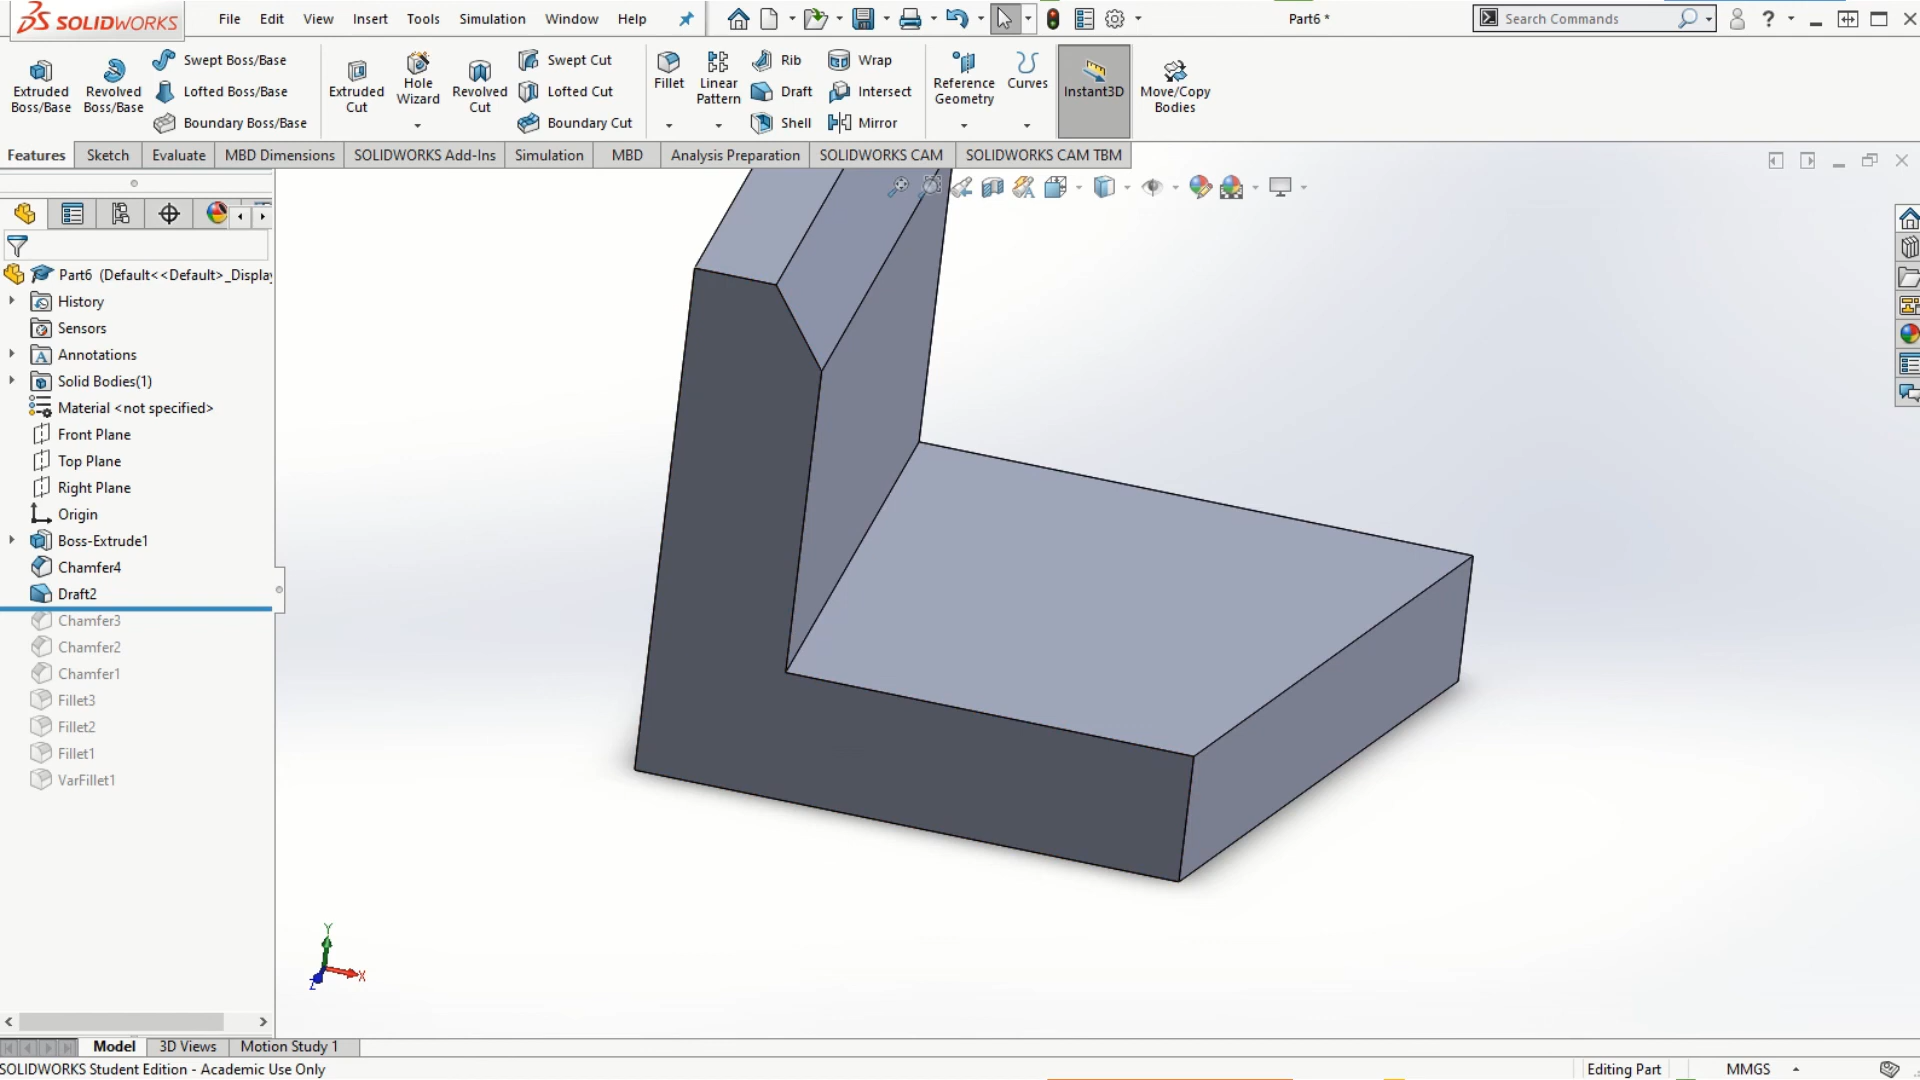 SOLIDWORKS File Edit View Insert Tools Simulation Window Help Part6 * Search Commands ?
Extruded Boss/Base
Revolved Boss/Base
Swept Boss/Base
Lofted Boss/Base
Boundary Boss/Base
Extruded Cut
Hole Wizard
Revolved Cut
Swept Cut
Lofted Cut
Boundary Cut
Fillet
Linear Pattern
Rib
Draft
Shell
Wrap
Intersect
Mirror
Reference Geometry
Curves
Instant3D
Move/Copy Bodies
Features Sketch Evaluate MBD Dimensions SOLIDWORKS Add-Ins Simulation MBD Analysis Preparation SOLIDWORKS CAM SOLIDWORKS CAM TBM
Part6 (Default<<Default>_Display
History
Sensors
Annotations
Solid Bodies(1)
Material <not specified>
Front Plane
Top Plane
Right Plane
Origin
Boss-Extrude1
Chamfer4
Draft2
Chamfer3
Chamfer2
Chamfer1
Fillet3
Fillet2
Fillet1
VarFillet1
Y
X
Z
Model 3D Views Motion Study 1
SOLIDWORKS Student Edition - Academic Use Only Editing Part MMGS